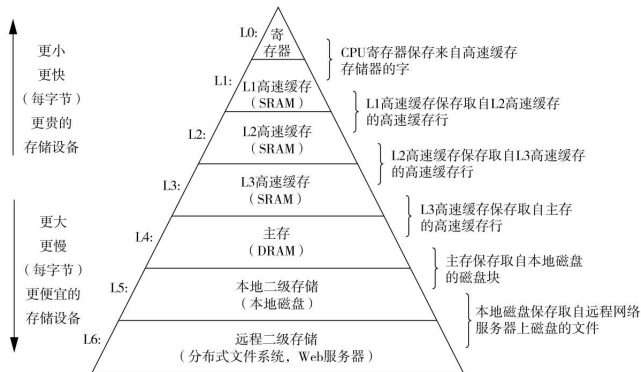 更小
更快
（每字节）
更贵的
存储设备
更大
更慢
（每字节）
更便宜的
存储设备
L0:
寄
存器
L1:
L1高速缓存
（SRAM）
L2:
L2高速缓存
（SRAM）
L3:
L3高速缓存
（SRAM）
L4:
主存
（DRAM）
L5:
本地二级存储
（本地磁盘）
L6:
远程二级存储
（分布式文件系统，Web服务器）
CPU寄存器保存来自高速缓存
存储器的字
L1高速缓存保存取自L2高速缓存
的高速缓存行
L2高速缓存保存取自L3高速缓存
的高速缓存行
L3高速缓存保存取自主存
的高速缓存行
主存保存取自本地磁盘
的磁盘块
本地磁盘保存取自远程网络
服务器上磁盘的文件